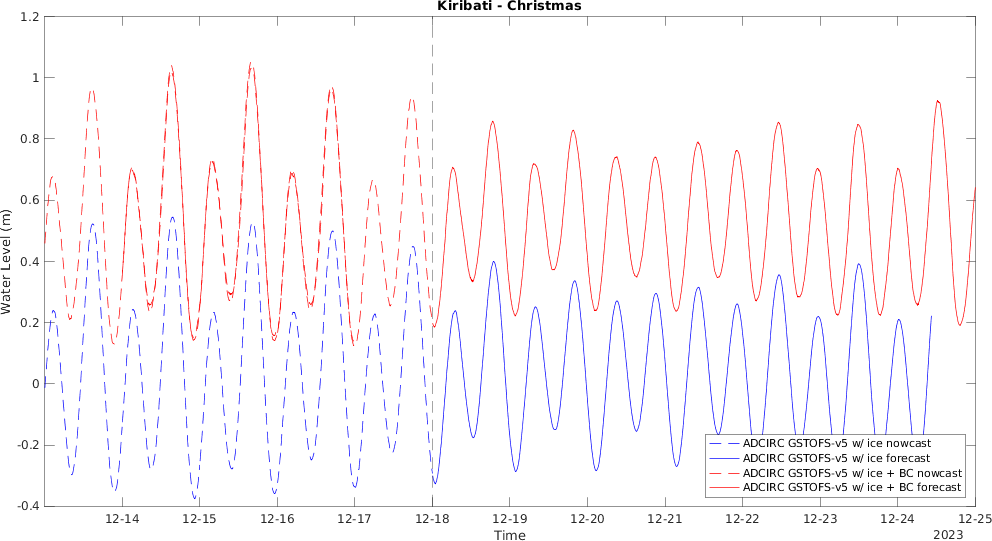 Kiribati - Christmas
1.2
1
0.8
0.6
0.4
0.2
0
-0.2
-0.4
Water Level (m)
12-14 12-15 12-16 12-17 12-18 12-19 12-20 12-21 12-22 12-23 12-24 12-25
Time
2023
ADCIRC GSTOFS-v5 w/ ice nowcast
ADCIRC GSTOFS-v5 w/ ice forecast
ADCIRC GSTOFS-v5 w/ ice + BC nowcast
ADCIRC GSTOFS-v5 w/ ice + BC forecast